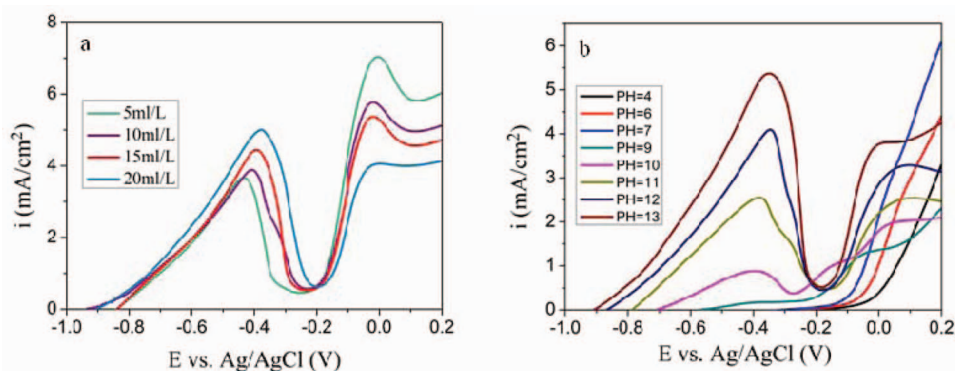 a
8
6
4
2
0
i (mA/cm²)
5ml/L
10ml/L
15ml/L
20ml/L
-1.0 -0.8 -0.6 -0.4 -0.2 0.0 0.2
E vs. Ag/AgCl (V)
b
6
5
4
3
2
1
0
i (mA/cm²)
PH=4
PH=6
PH=7
PH=9
PH=10
PH=11
PH=12
PH=13
-1.0 -0.8 -0.6 -0.4 -0.2 0.0 0.2
E vs. Ag/AgCl (V)